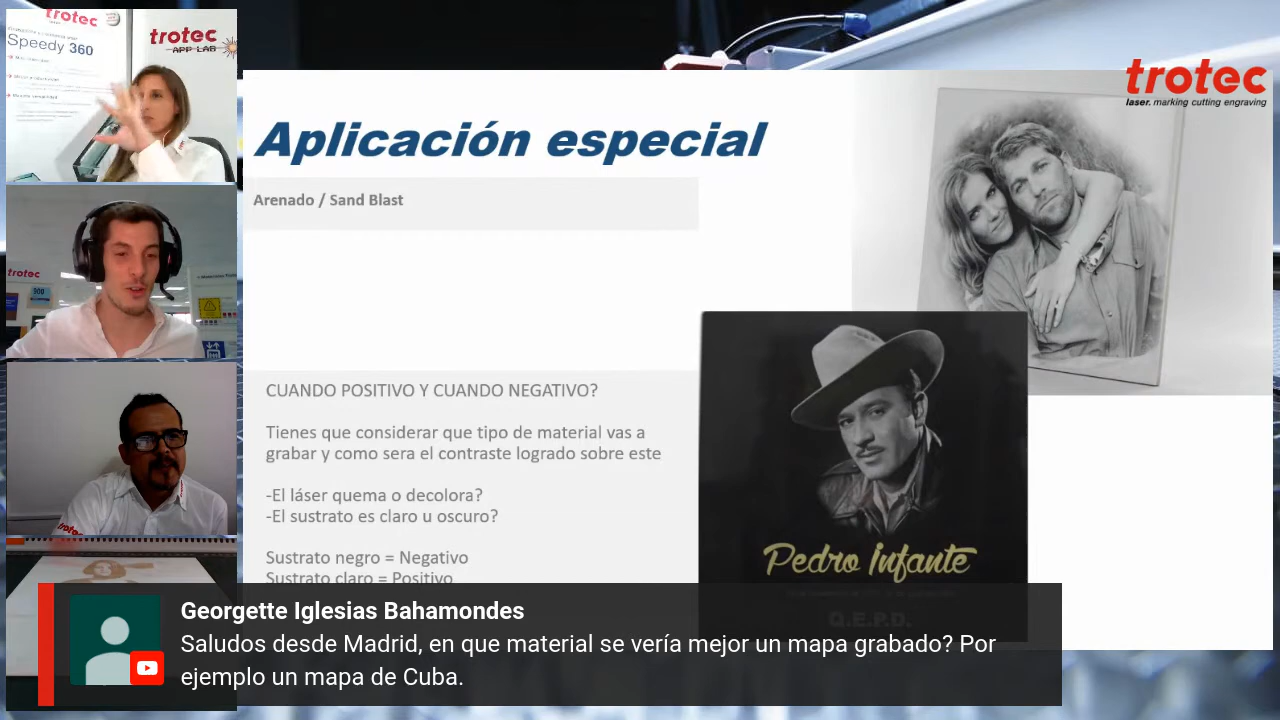 trotec
Speedy 360
trotec
APP LAB
trotec
laser. marking cutting engraving
Aplicación especial
Arenado / Sand Blast
trotec
CUANDO POSITIVO Y CUANDO NEGATIVO?
Tienes que considerar que tipo de material vas a
grabar y como sera el contraste logrado sobre este
-El láser quema o decolora?
-El sustrato es claro u oscuro?
Sustrato negro = Negativo
Sustrato claro = Positivo
Pedro infante
Q.E.P.D.
trotec
Georgette Iglesias Bahamondes
Saludos desde Madrid, en que material se vería mejor un mapa grabado? Por
ejemplo un mapa de Cuba.